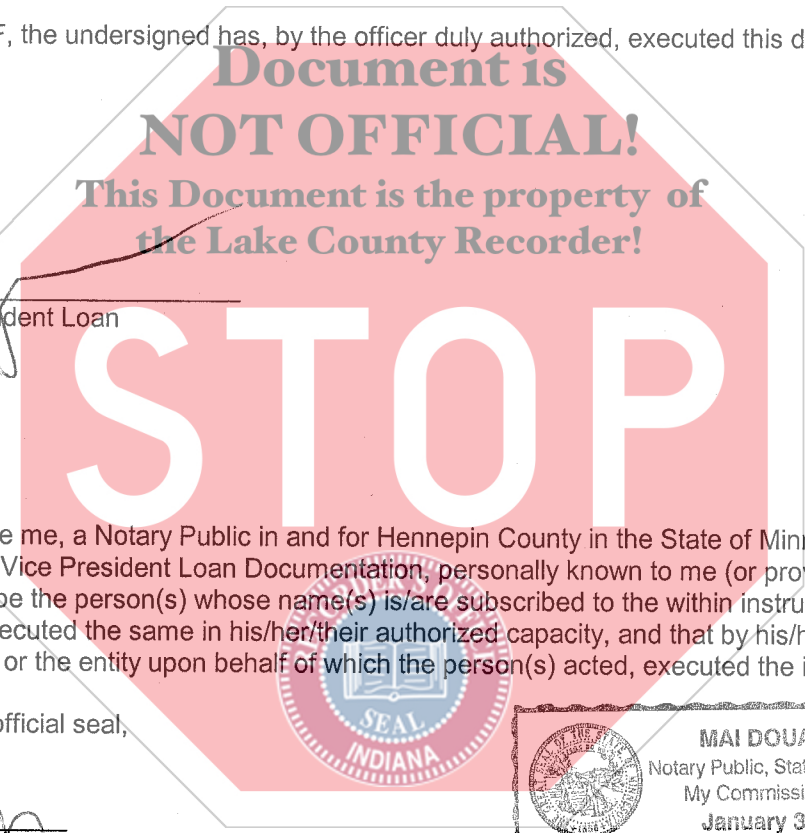 F, the undersigned has, by the officer duly authorized, executed this d
Document is
NOT OFFICIAL!
This Document is the property of
the Lake County Recorder!
dent Loan
STOP
e me, a Notary Public in and for Hennepin County in the State of Minn
Vice President Loan Documentation, personally known to me (or prov
be the person(s) whose name(s) is/are subscribed to the within instru
ecuted the same in his/her/their authorized capacity, and that by his/h
or the entity upon behalf of which the person(s) acted, executed the i
SEAL
INDIANA
official seal,
MAI DOUA
Notary Public, Stat
My Commissi
January 3